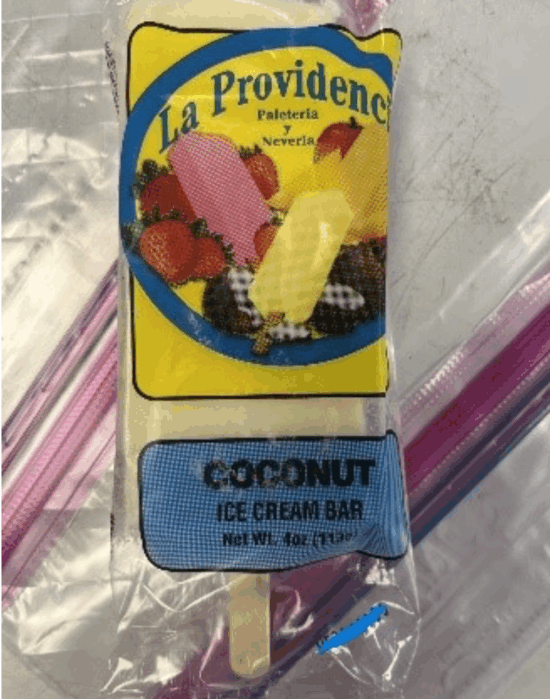 La Providenc
Paleteria
y
Neveria
COCONUT
ICE CREAM BAR
Net Wt. 4oz